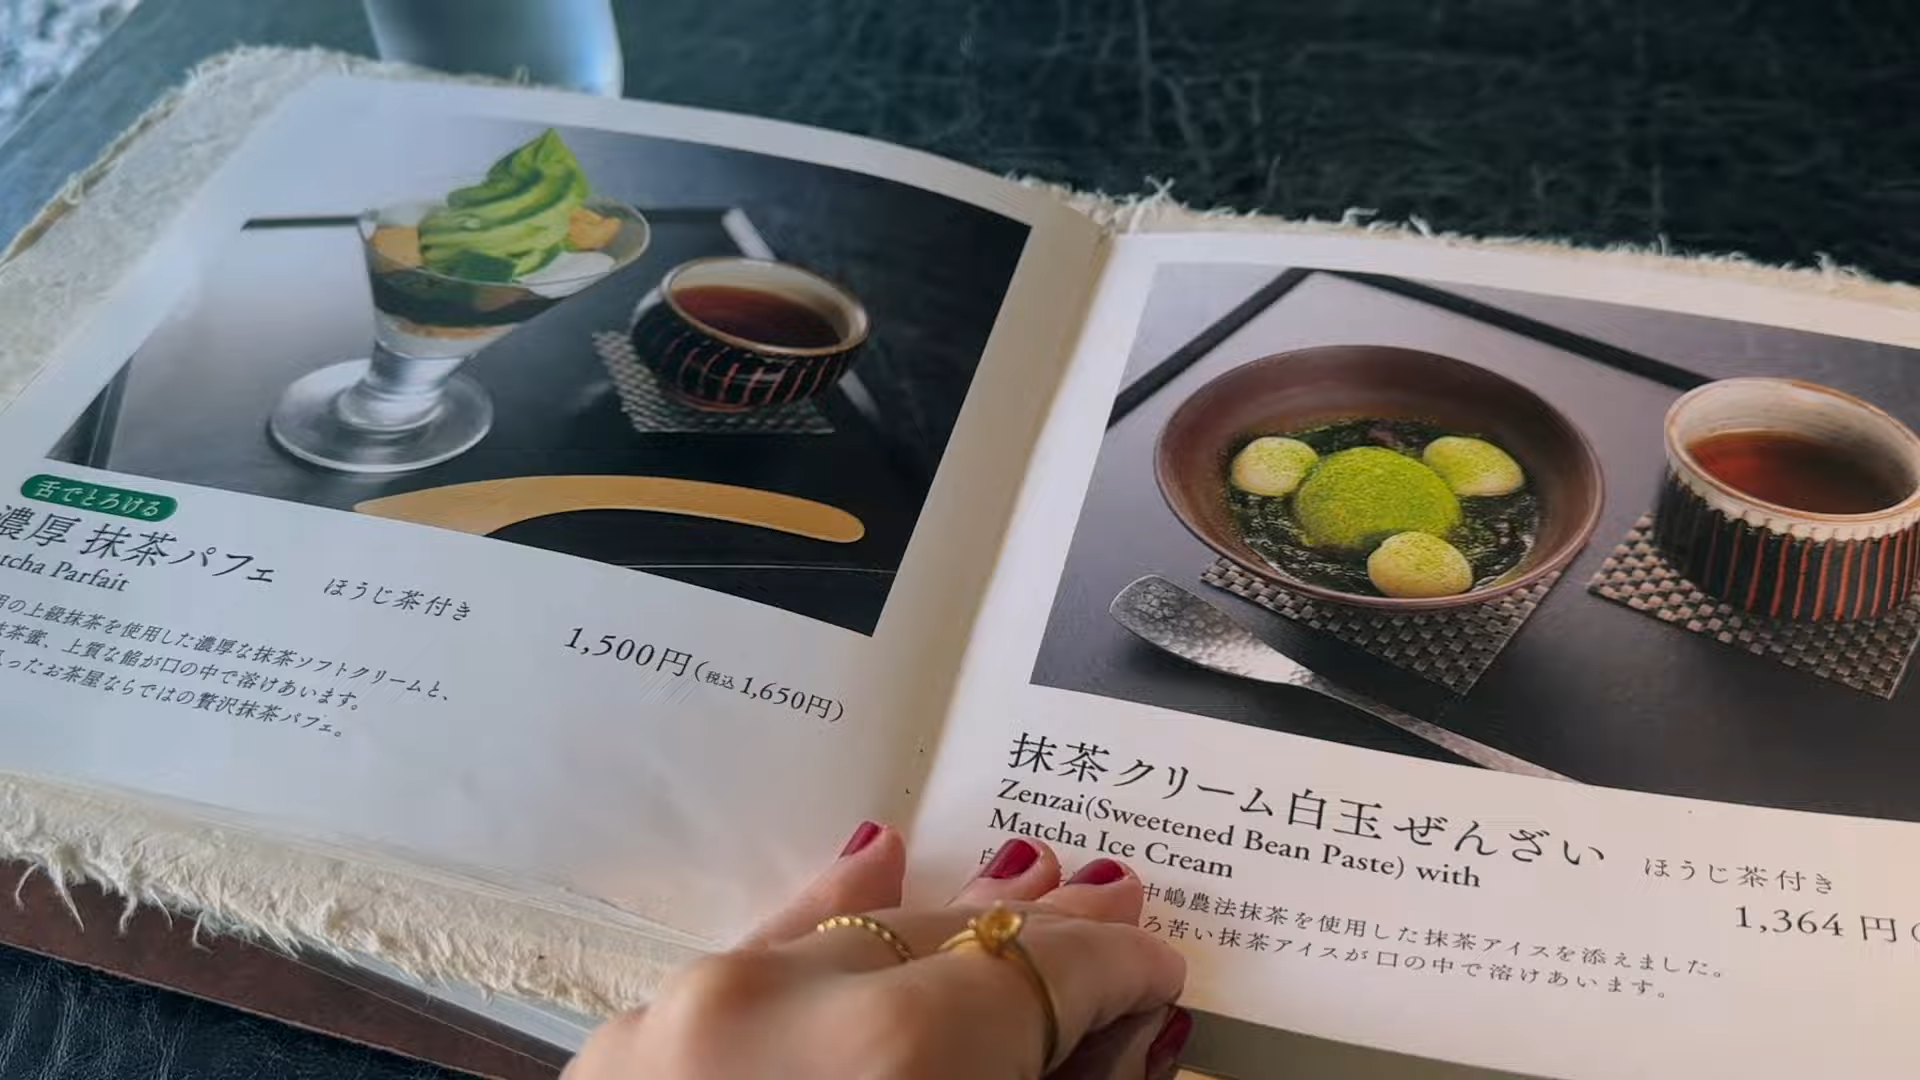 舌でとろける
濃厚 抹茶パフェ
tcha Parfait
ほうじ茶付き
1,500円(税込1,650円)
用の上級抹茶を使用した濃厚な抹茶ソフトクリームと、
茶蜜、上質な餡が口の中で溶けあいます。
ったお茶屋ならではの贅沢抹茶パフェ。
抹茶クリーム白玉ぜんざい
Zenzai(Sweetened Bean Paste) with
Matcha Ice Cream
ほうじ茶付き
1,364円(
白
中嶋農法抹茶を使用した抹茶アイスを添えました。
ろ苦い抹茶アイスが口の中で溶けあいます。